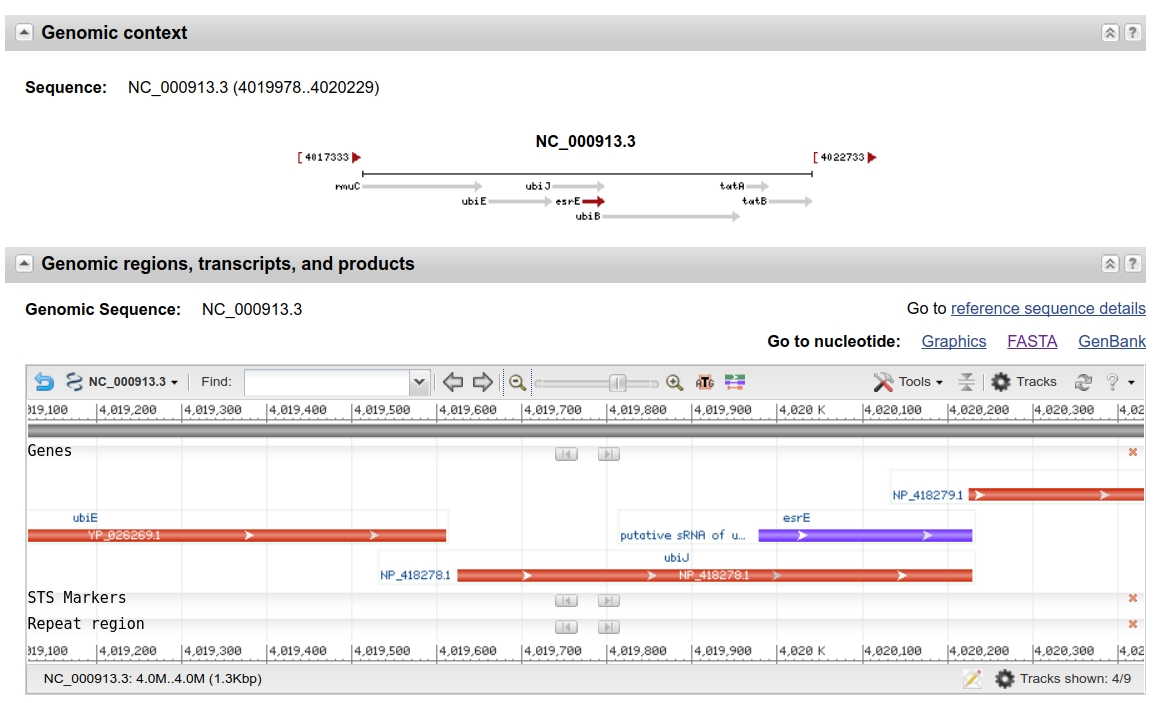 Genomic context
?
Sequence: NC_000913.3 (4019978..4020229)
NC_000913.3
[ 4017333 [ 4022733
rmuC ubiJ tatA
ubiE esrE tatB
ubiB
Genomic regions, transcripts, and products
?
Genomic Sequence: NC_000913.3 Go to reference sequence details
Go to nucleotide: Graphics FASTA GenBank
NC_000913.3 Find: ATG Tools Tracks ?
019,100 4,019,200 4,019,300 4,019,400 4,019,500 4,019,600 4,019,700 4,019,800 4,019,900 4,020 K 4,020,100 4,020,200 4,020,300 4,02
Genes
NP_418279.1
ubiE esrE
YP_026269.1 putative sRNA of u...
ubiJ
NP_418278.1 NP_418278.1
STS Markers
Repeat region
019,100 4,019,200 4,019,300 4,019,400 4,019,500 4,019,600 4,019,700 4,019,800 4,019,900 4,020 K 4,020,100 4,020,200 4,020,300 4,02
NC_000913.3: 4.0M..4.0M (1.3Kbp) Tracks shown: 4/9